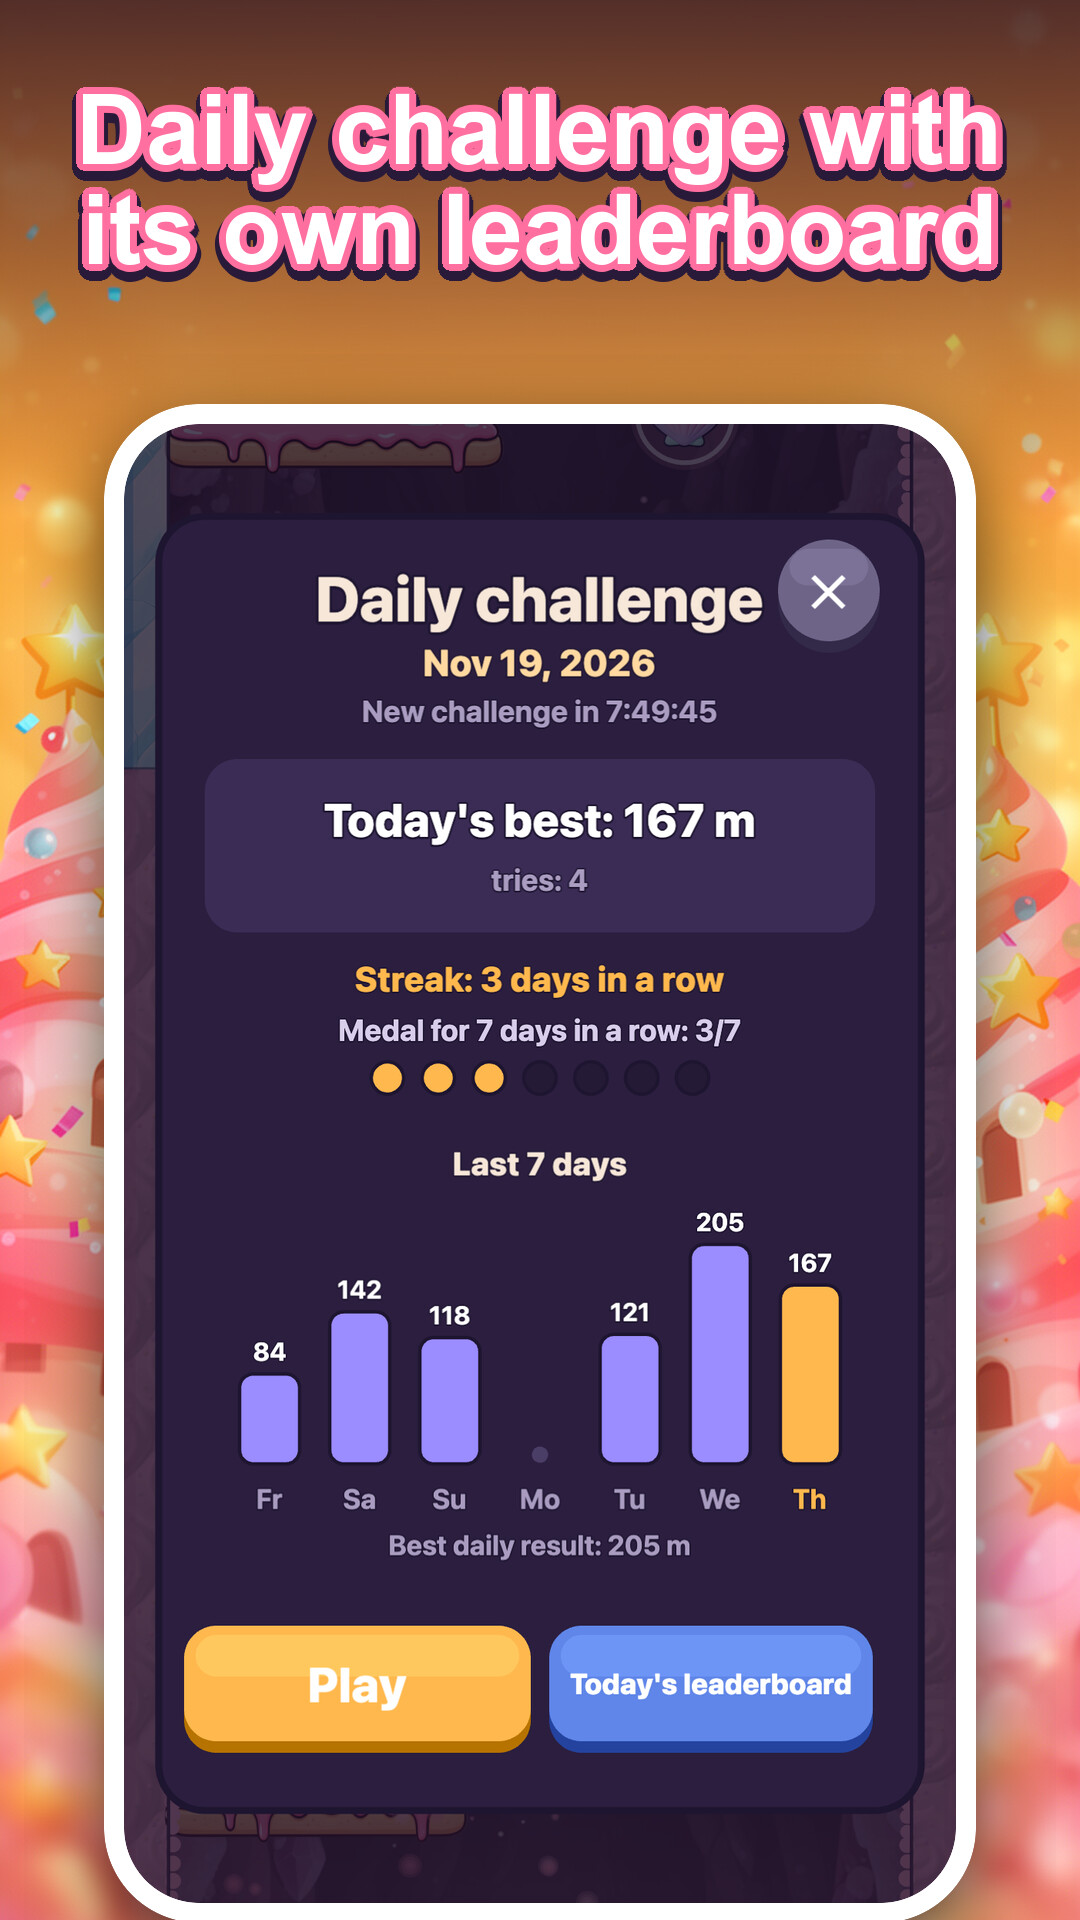 Daily challenge with
its own leaderboard
Daily challenge
Nov 19, 2026
New challenge in 7:49:45
Today's best: 167 m
tries: 4
Streak: 3 days in a row
Medal for 7 days in a row: 3/7
Last 7 days
84 142 118 121 205 167
Fr Sa Su Mo Tu We Th
Best daily result: 205 m
Play
Today's leaderboard